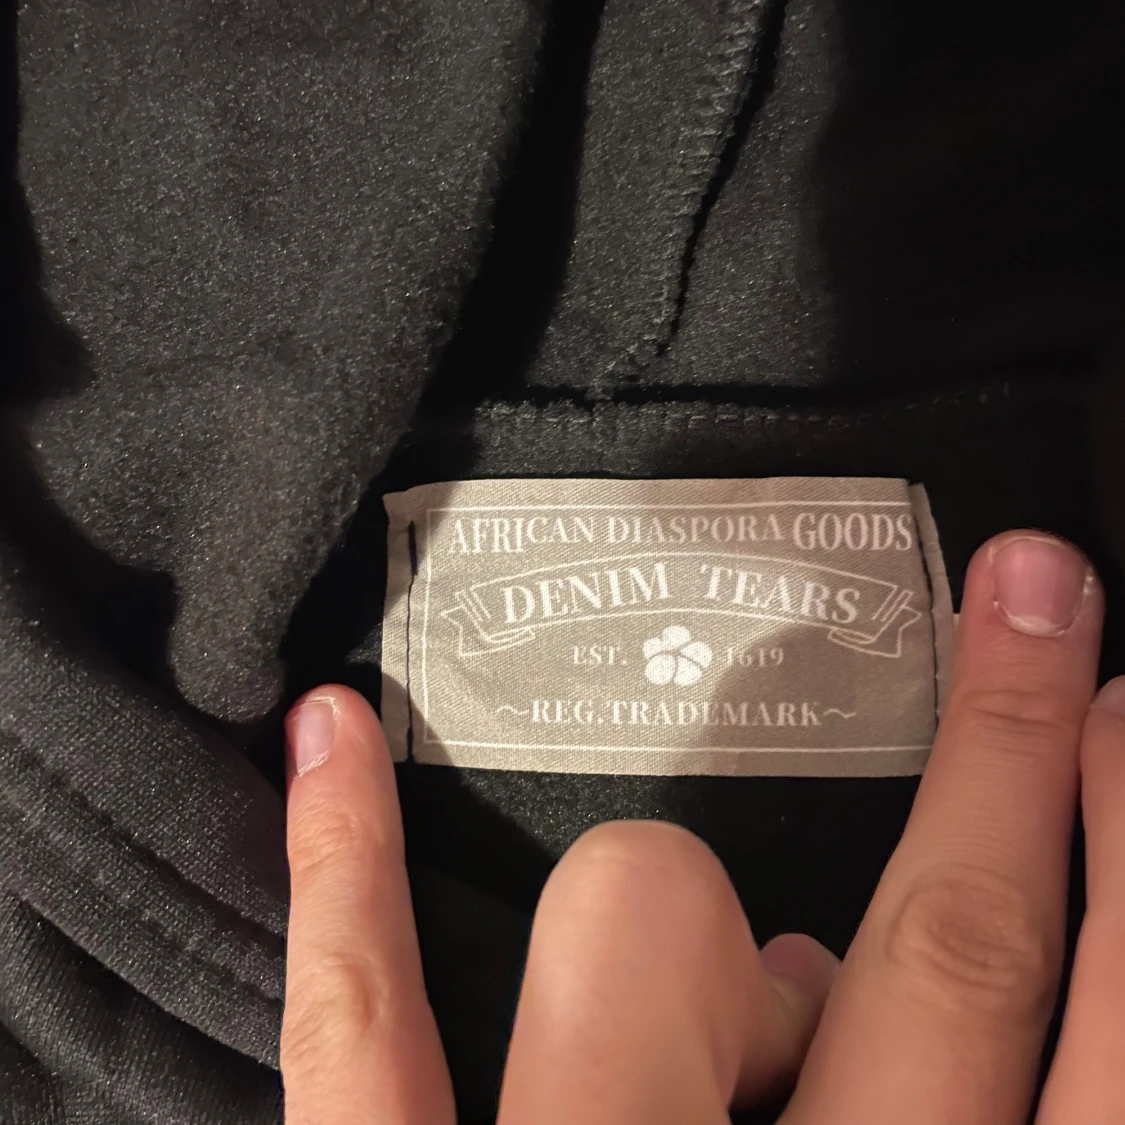 AFRICAN DIASPORA GOODS
DENIM TEARS
EST. 1619
~REG.TRADEMARK~